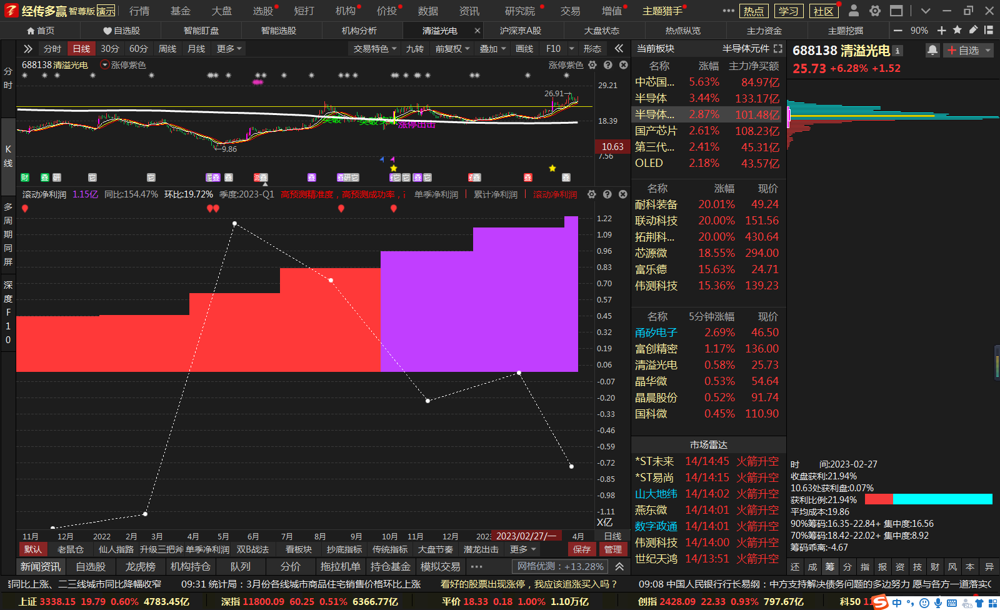 经传多赢 智尊版 演示 行情 基金 大盘 选股 短打 机构 价投 数据 资讯 研究院 交易 增值 主题猎手 热点 学习 社区
首页 自选股 智能盯盘 智能选股 机构分析 清溢光电 沪深京A股 大盘状态 热点纵览 主力资金 主题挖掘 90%
分时 日线 30分 60分 周线 月线 更多 交易特色 九转 前复权 叠加 画线 F10 形态
分时
K线
多周期同屏
深度F10
688138 清溢光电 涨停紫色 涨停紫色
29.21
26.91
18.39
突破 突破 涨停出击
10.63
9.86
7.56
财 叠 研 它 它 叠 叠 叠 叠 叠 研 它 它 它 叠 它 叠 叠 叠
滚动净利润 1.15亿 同比:154.47% 环比:19.72% 季度:2023-Q1 高预测精准度，高预测成功率， 单季净利润 累计净利润 滚动净利润
1.22
1.09
0.96
0.83
0.70
0.57
0.45
0.32
0.19
0.06
-0.07
-0.20
-0.33
-0.46
-0.59
-0.72
-0.85
-0.98
-1.11
X亿
11月 12月 2022 2月 3月 4月 5月 6月 7月 8月 9月 10月 11月 12月 2023 2023/02/27/一 4月 日线
默认 老鼠仓 仙人指路 升级三把斧 单季净利润 双B战法 看板块 抄底指标 传统指标 大盘节奏 潜龙出击 更多 保存 管理
新闻资讯 自选股 龙虎榜 机构持仓 队列 分价 拖拉机单 持仓基金 模拟交易 网格优测：+13.28%
当前板块 半导体元件
名称 涨幅 主力净买额
中芯国... 5.63% 84.97亿
半导体 3.44% 133.17亿
半导体... 2.87% 101.48亿
国产芯片 2.61% 108.23亿
第三代... 2.41% 45.31亿
OLED 2.18% 43.57亿
名称 涨幅 现价
耐科装备 20.01% 49.24
联动科技 20.00% 151.56
拓荆科... 20.00% 430.64
芯源微 18.55% 294.00
富乐德 15.63% 24.71
伟测科技 15.36% 139.23
名称 5分钟涨幅 现价
甬矽电子 2.69% 46.50
富创精密 1.17% 136.00
清溢光电 0.58% 25.73
晶华微 0.53% 54.64
晶晨股份 0.52% 91.74
国科微 0.45% 110.90
市场雷达
*ST未来 14/14:45 火箭升空
*ST易尚 14/14:15 火箭升空
山大地纬 14/14:02 火箭升空
燕东微 14/14:01 火箭升空
数字政通 14/14:01 火箭升空
伟测科技 14/14:00 火箭升空
世纪天鸿 14/13:51 火箭升空
688138 清溢光电 自选
25.73 +6.28% +1.52
时 间:2023-02-27
收盘获利:21.94%
10.63处获利盘:0.07%
获利比例:21.94%
平均成本:19.86
90%筹码:16.35-22.84+ 集中度:16.56
70%筹码:18.42-22.02+ 集中度:8.92
筹码乖离:-4.67
还 成 筹 分 指 报 资 技 财 风 本 异
同比上涨、二三线城市同比降幅收窄 09:31 统计局：3月份各线城市商品住宅销售价格环比上涨 看好的股票出现涨停，我应该追涨买入吗？ 09:08 中国人民银行行长易纲：中方支持解决债务问题的多边努力 愿与各方一道落实
上证 3338.15 19.79 0.60% 4783.45亿 深指 11800.09 60.25 0.51% 6366.77亿 平价 18.33 0.18 1.00% 1.10万亿 创指 2428.09 22.33 0.93% 797.67亿 科50 中